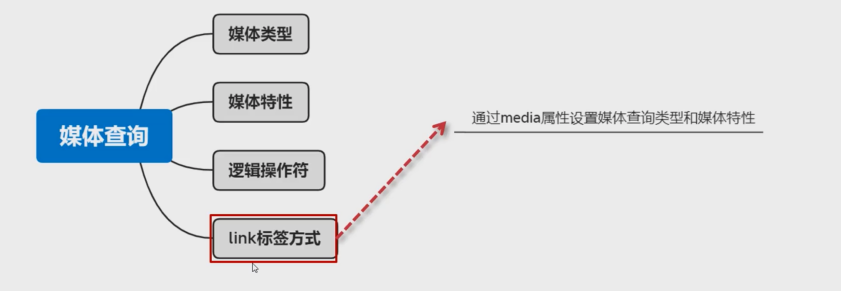 媒体类型
媒体特性
媒体查询
通过media属性设置媒体查询类型和媒体特性
逻辑操作符
link标签方式